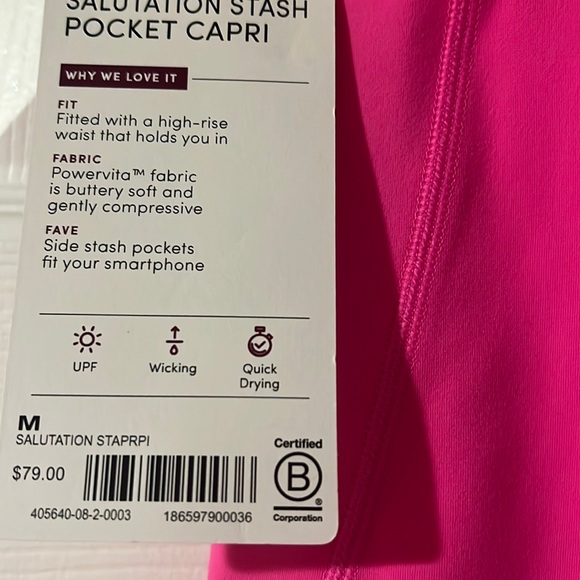 SALUTATION STASH
POCKET CAPRI
WHY WE LOVE IT
FIT
Fitted with a high-rise
waist that holds you in
FABRIC
Powervita™ fabric
is buttery soft and
gently compressive
FAVE
Side stash pockets
fit your smartphone
UPF
Wicking
Quick
Drying
M
SALUTATION STAPRPI
$79.00
405640-08-2-0003 186597900036
Certified
B
®
Corporation